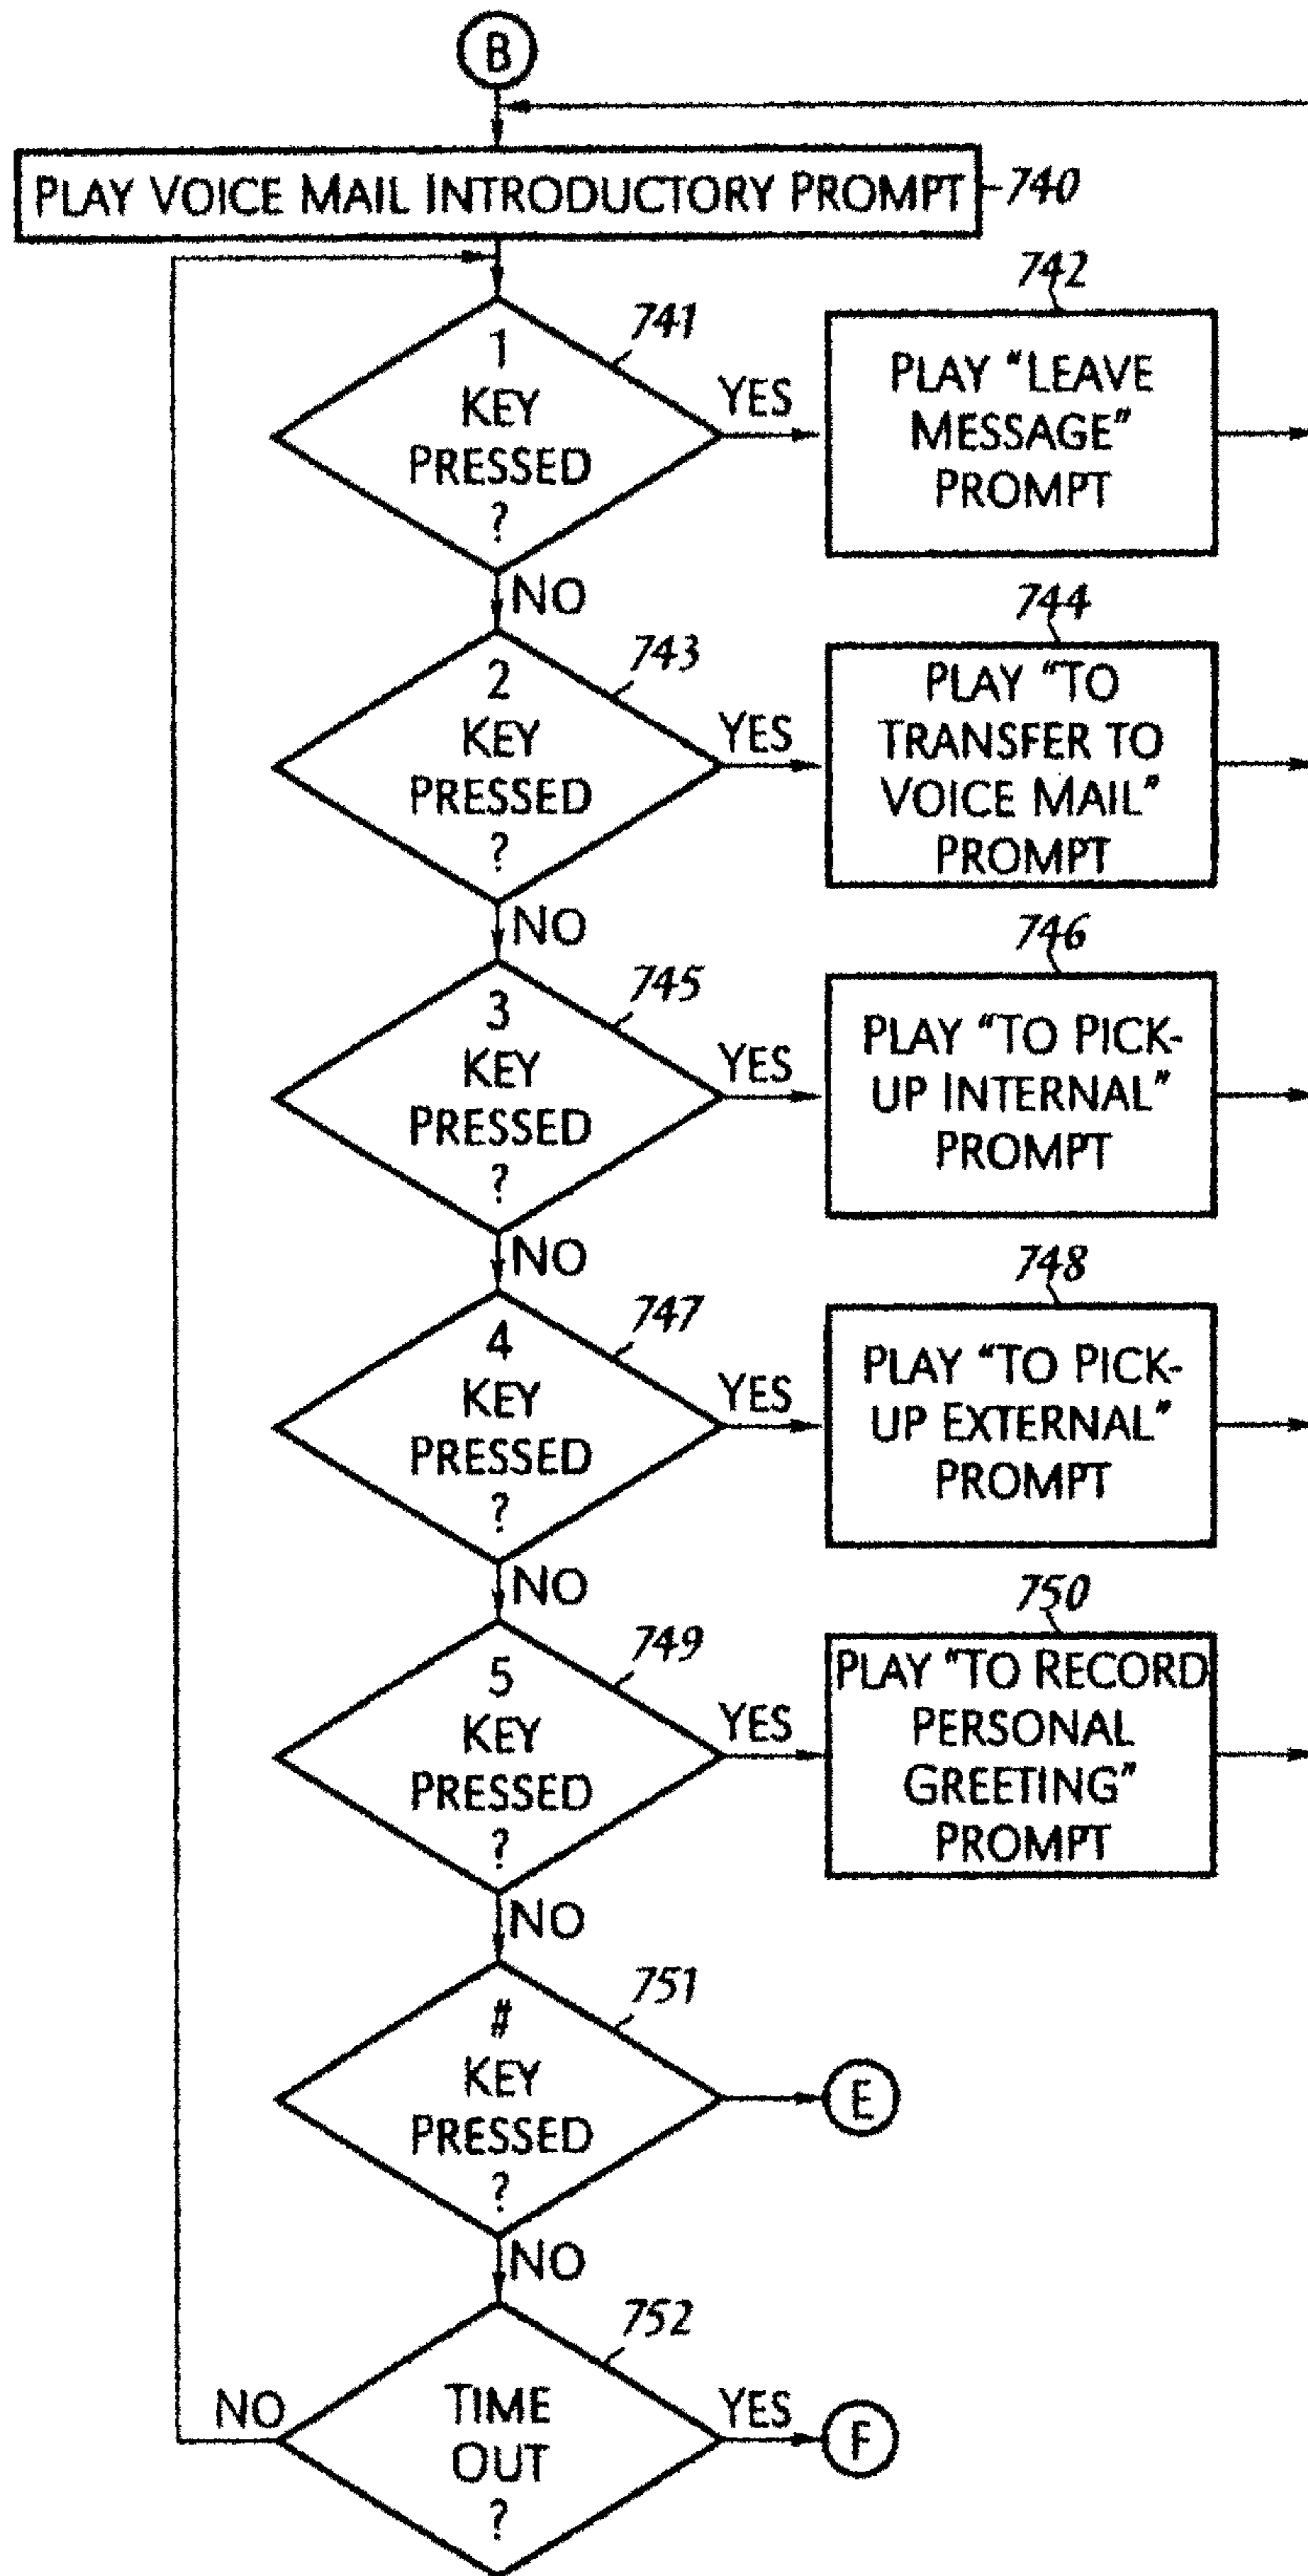 B
PLAY VOICE MAIL INTRODUCTORY PROMPT
740
1
KEY
PRESSED
?
741
YES
742
PLAY "LEAVE
MESSAGE"
PROMPT
NO
2
KEY
PRESSED
?
743
YES
744
PLAY "TO
TRANSFER TO
VOICE MAIL"
PROMPT
NO
3
KEY
PRESSED
?
745
YES
746
PLAY "TO PICK-
UP INTERNAL"
PROMPT
NO
4
KEY
PRESSED
?
747
YES
748
PLAY "TO PICK-
UP EXTERNAL"
PROMPT
NO
5
KEY
PRESSED
?
749
YES
750
PLAY "TO RECORD
PERSONAL
GREETING"
PROMPT
NO
#
KEY
PRESSED
?
751
E
NO
TIME
OUT
?
752
NO
YES
F